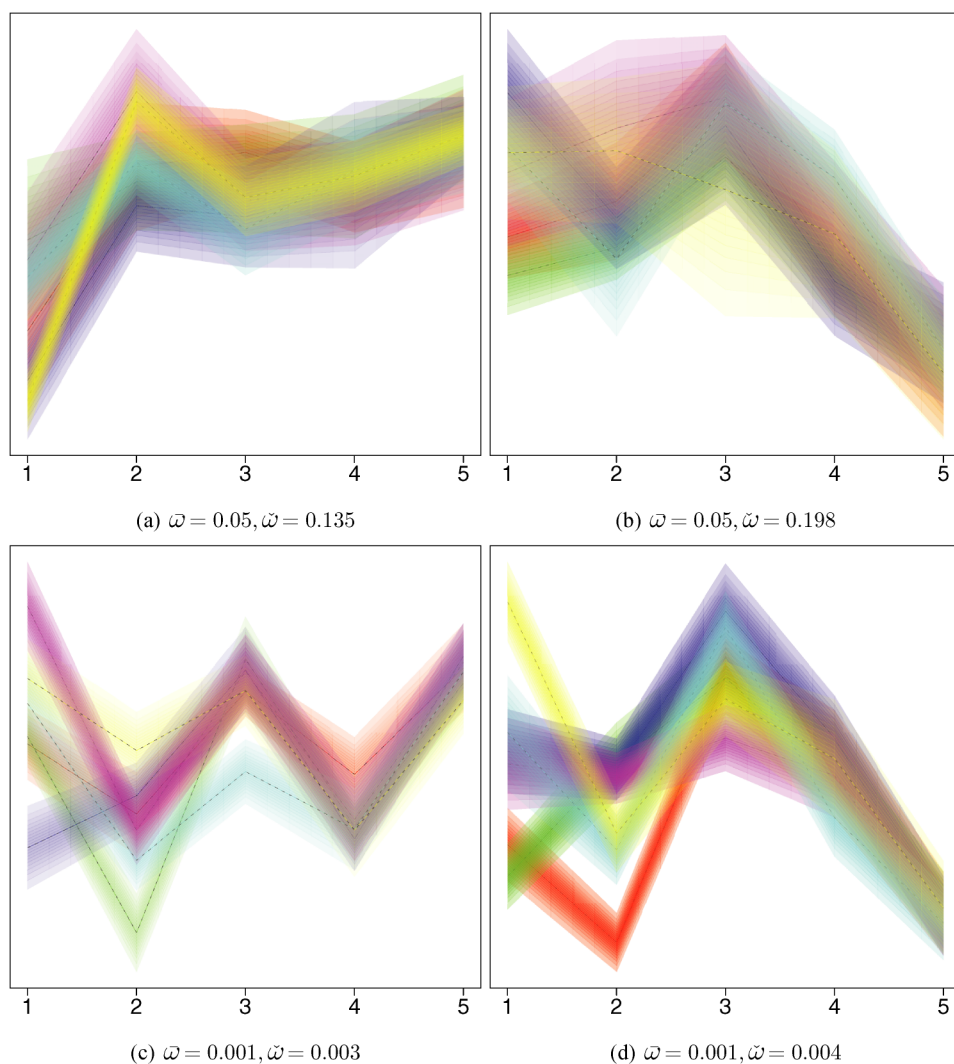 1 2 3 4 5 1 2 3 4 5
(a) ω̄ = 0.05, ω̌ = 0.135 (b) ω̄ = 0.05, ω̌ = 0.198
1 2 3 4 5 1 2 3 4 5
(c) ω̄ = 0.001, ω̌ = 0.003 (d) ω̄ = 0.001, ω̌ = 0.004